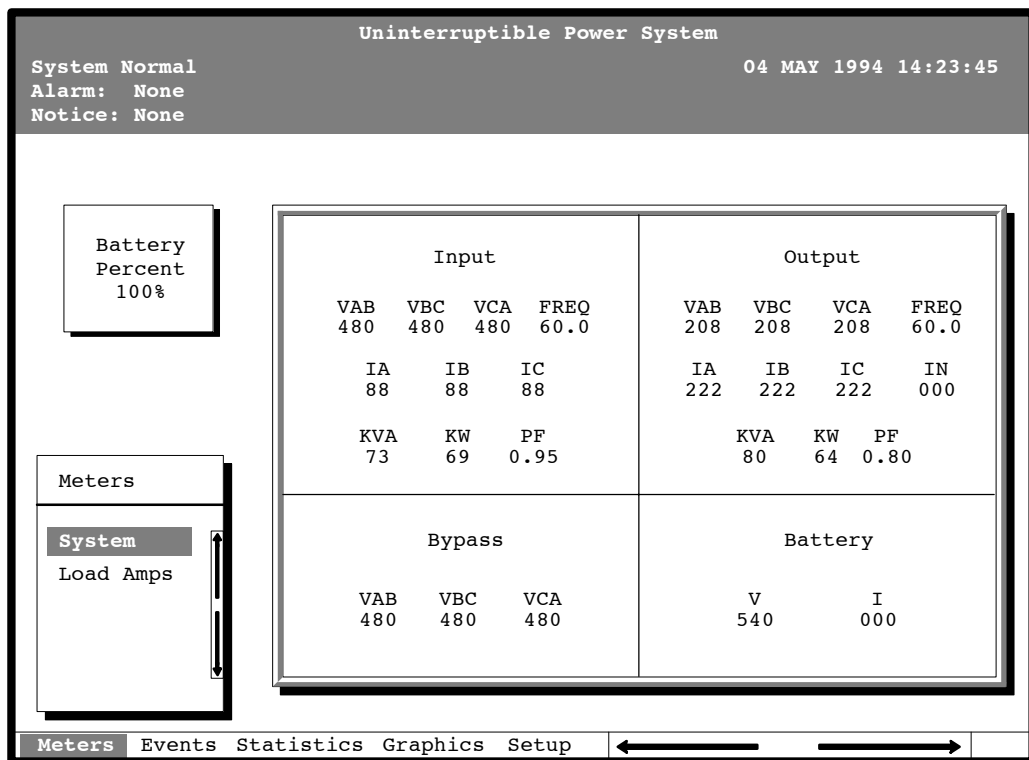 Uninterruptible Power System
System Normal 04 MAY 1994 14:23:45
Alarm: None
Notice: None
Battery
Percent
100%
Input
VAB VBC VCA FREQ
480 480 480 60.0
IA IB IC
88 88 88
KVA KW PF
73 69 0.95
Output
VAB VBC VCA FREQ
208 208 208 60.0
IA IB IC IN
222 222 222 000
KVA KW PF
80 64 0.80
Meters
System
Load Amps
Bypass
VAB VBC VCA
480 480 480
Battery
V I
540 000
Meters Events Statistics Graphics Setup